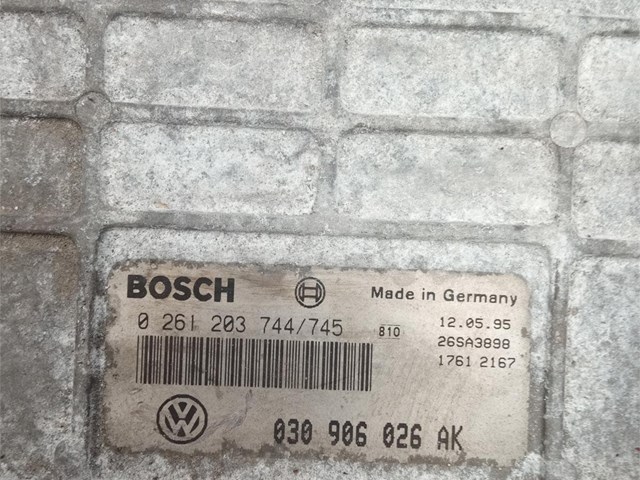 BOSCH Made in Germany
0 261 203 744/745 810 12.05.95
26SA3898
1761 2167
VW 030 906 026 AK